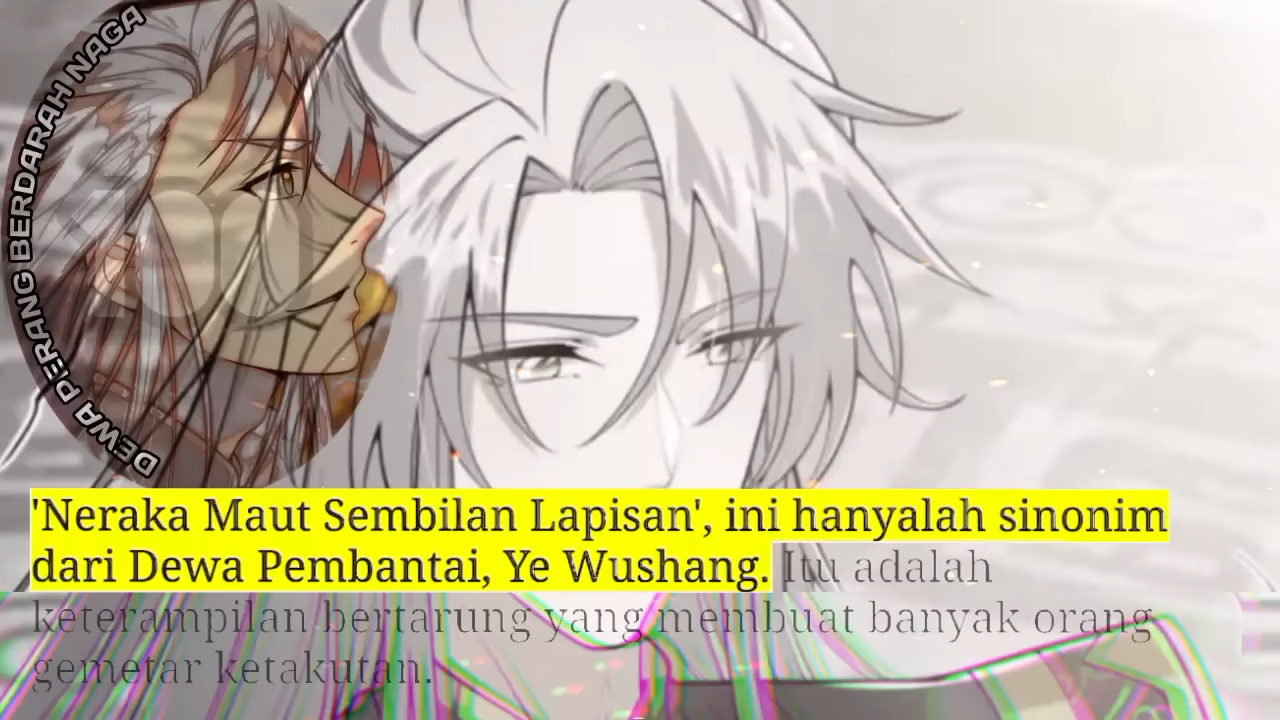 DEWA PERANG BERDARAH NAGA
100
'Neraka Maut Sembilan Lapisan', ini hanyalah sinonim
dari Dewa Pembantai, Ye Wushang. Itu adalah
keterampilan bertarung yang membuat banyak orang
gemetar ketakutan.